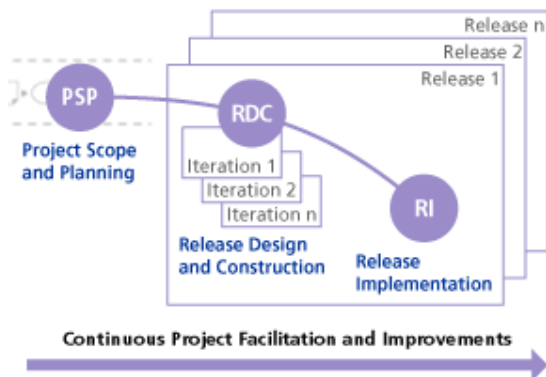 Release n
Release 2
Release 1
PSP
RDC
Project Scope
and Planning
Iteration 1
Iteration 2
Iteration n
RI
Release Design
and Construction
Release
Implementation
Continuous Project Facilitation and Improvements